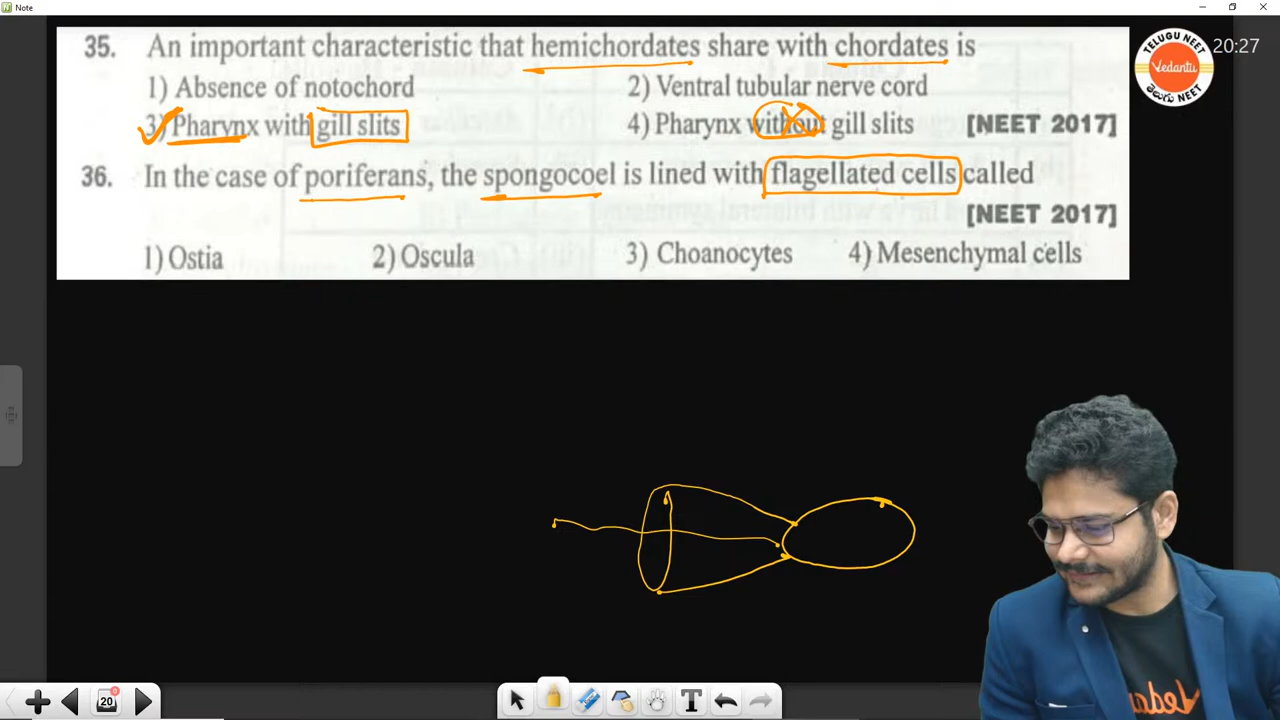 Note
35. An important characteristic that hemichordates share with chordates is
1) Absence of notochord 2) Ventral tubular nerve cord
3) Pharynx with gill slits 4) Pharynx without gill slits [NEET 2017]
36. In the case of poriferans, the spongocoel is lined with flagellated cells called
[NEET 2017]
1) Ostia 2) Oscula 3) Choanocytes 4) Mesenchymal cells
TELUGU NEET
Vedantu
తెలుగు NEET
20:27
Vedan
20
0
T